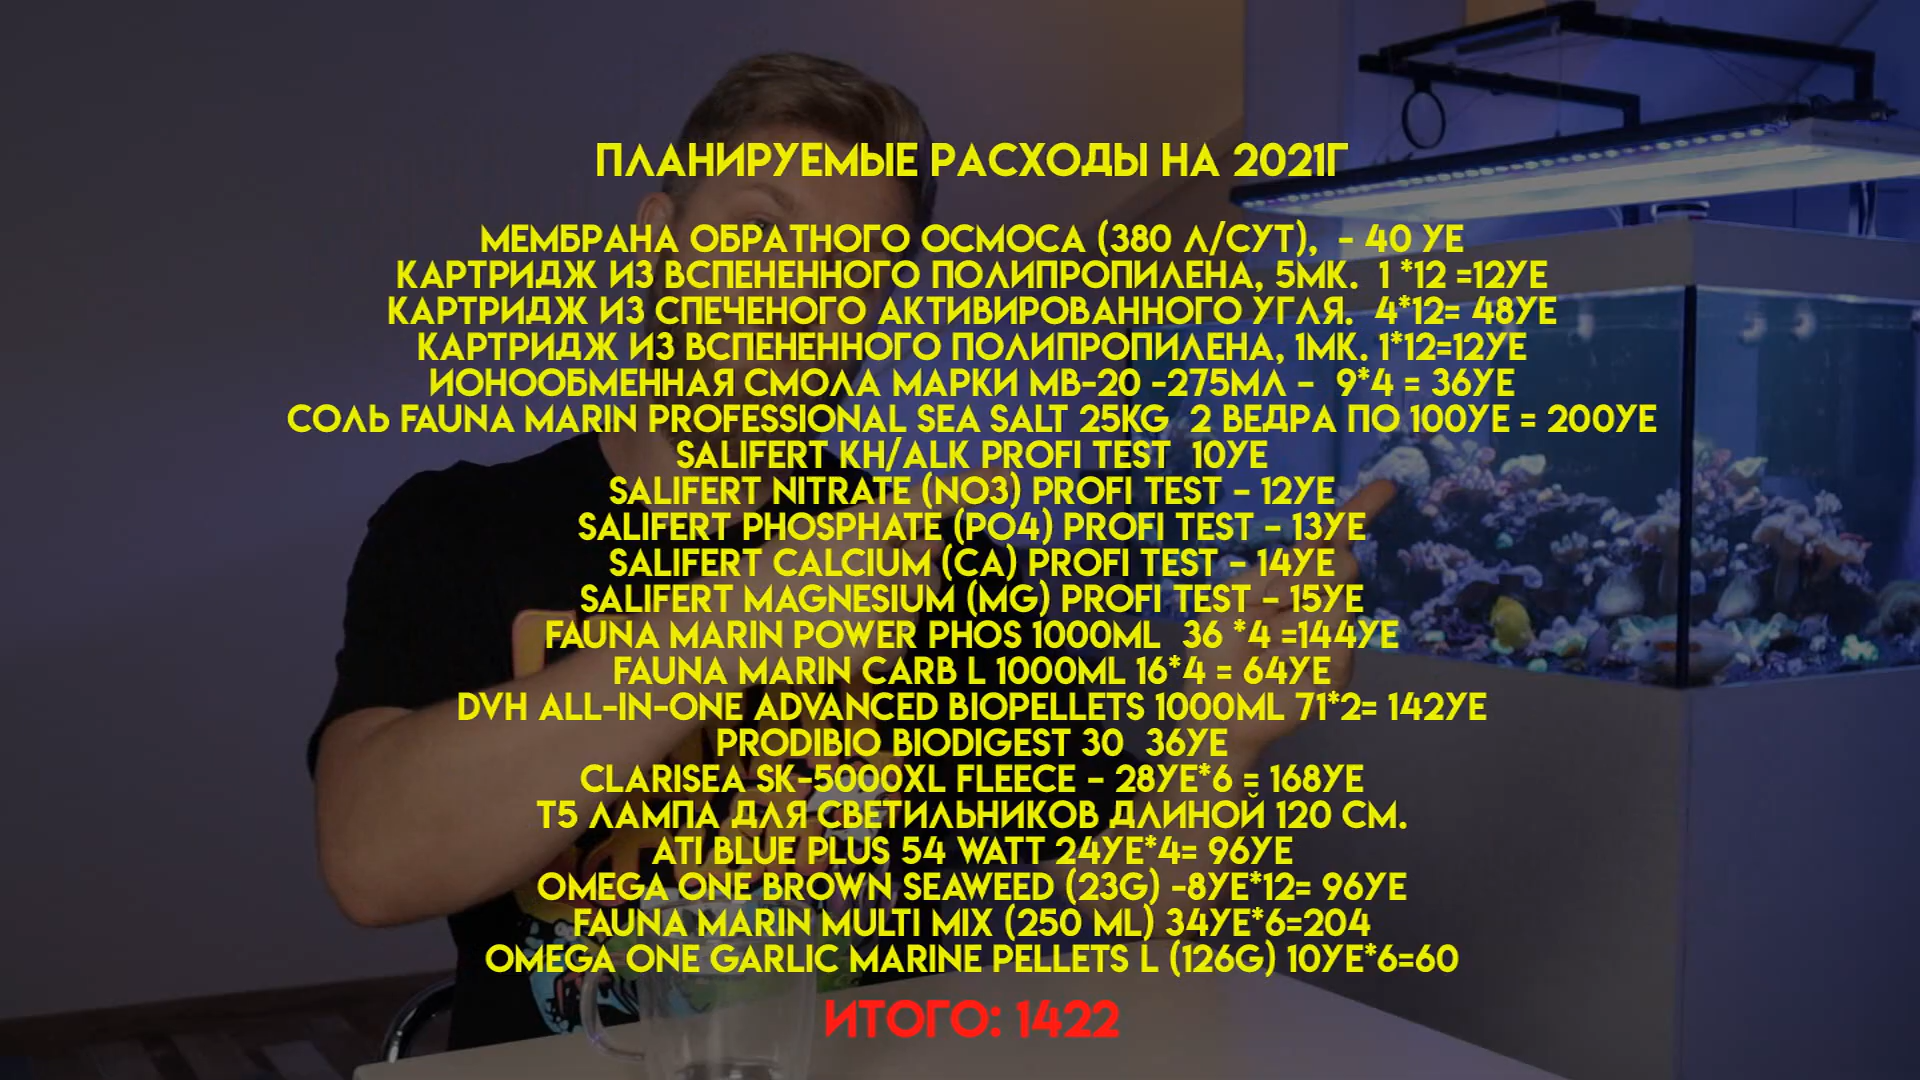 ПЛАНИРУЕМЫЕ РАСХОДЫ НА 2021Г
МЕМБРАНА ОБРАТНОГО ОСМОСА (380 Л/СУТ),  - 40 УЕ
КАРТРИДЖ ИЗ ВСПЕНЕННОГО ПОЛИПРОПИЛЕНА, 5МК.  1 *12 =12УЕ
КАРТРИДЖ ИЗ СПЕЧЕНОГО АКТИВИРОВАННОГО УГЛЯ.  4*12= 48УЕ
КАРТРИДЖ ИЗ ВСПЕНЕННОГО ПОЛИПРОПИЛЕНА, 1МК. 1*12=12УЕ
ИОНООБМЕННАЯ СМОЛА МАРКИ МВ-20 -275МЛ –  9*4 = 36УЕ
СОЛЬ FAUNA MARIN PROFESSIONAL SEA SALT 25KG  2 ВЕДРА ПО 100УЕ = 200УЕ
SALIFERT KH/ALK PROFI TEST  10УЕ
SALIFERT NITRATE (NO3) PROFI TEST – 12УЕ
SALIFERT PHOSPHATE (PO4) PROFI TEST – 13УЕ
SALIFERT CALCIUM (CA) PROFI TEST – 14УЕ
SALIFERT MAGNESIUM (MG) PROFI TEST – 15УЕ
FAUNA MARIN POWER PHOS 1000ML  36 *4 =144УЕ
FAUNA MARIN CARB L 1000ML 16*4 = 64УЕ
DVH ALL-IN-ONE ADVANCED BIOPELLETS 1000ML 71*2= 142УЕ
PRODIBIO BIODIGEST 30  36УЕ
CLARISEA SK-5000XL FLEECE – 28УЕ*6 = 168УЕ
Т5 ЛАМПА ДЛЯ СВЕТИЛЬНИКОВ ДЛИНОЙ 120 СМ.
ATI BLUE PLUS 54 WATT 24УЕ*4= 96УЕ
OMEGA ONE BROWN SEAWEED (23G) -8УЕ*12= 96УЕ
FAUNA MARIN MULTI MIX (250 ML) 34УЕ*6=204
OMEGA ONE GARLIC MARINE PELLETS L (126G) 10УЕ*6=60
ИТОГО: 1422